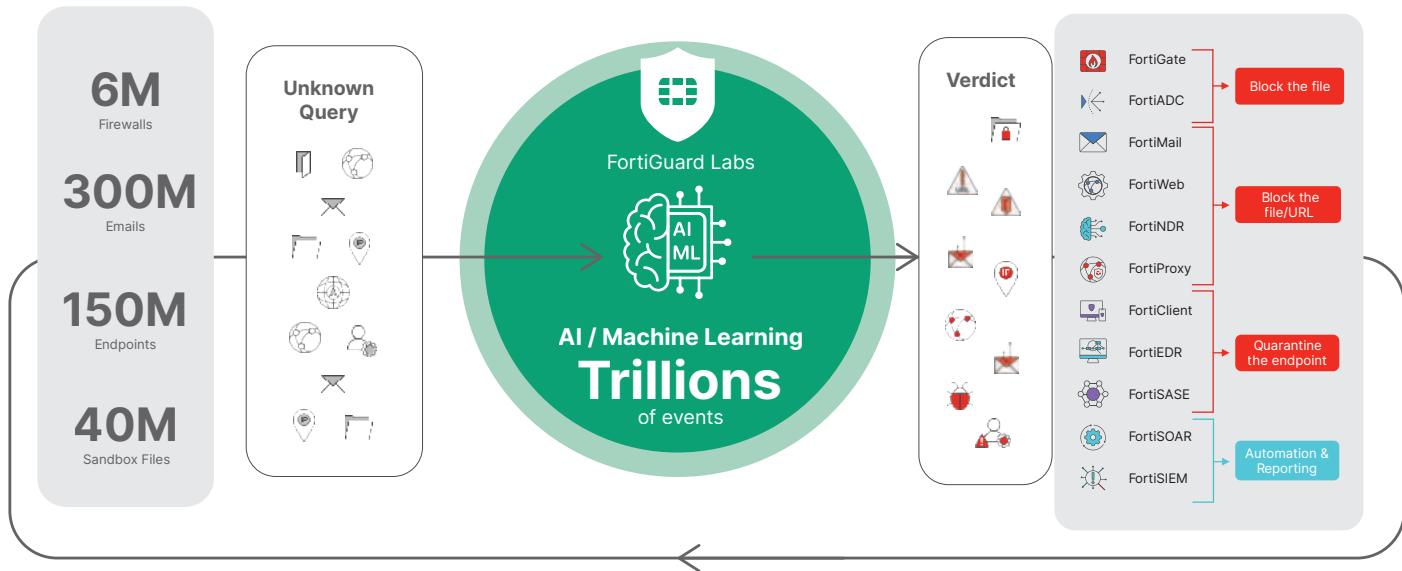 6M
Firewalls
300M
Emails
150M
Endpoints
40M
Sandbox Files
Unknown
Query
FortiGuard Labs
AI
ML
AI / Machine Learning
Trillions
of events
Verdict
FortiGate
FortiADC
Block the file
FortiMail
FortiWeb
FortiNDR
FortiProxy
Block the
file/URL
FortiClient
FortiEDR
FortiSASE
Quarantine
the endpoint
FortiSOAR
FortiSIEM
Automation &
Reporting